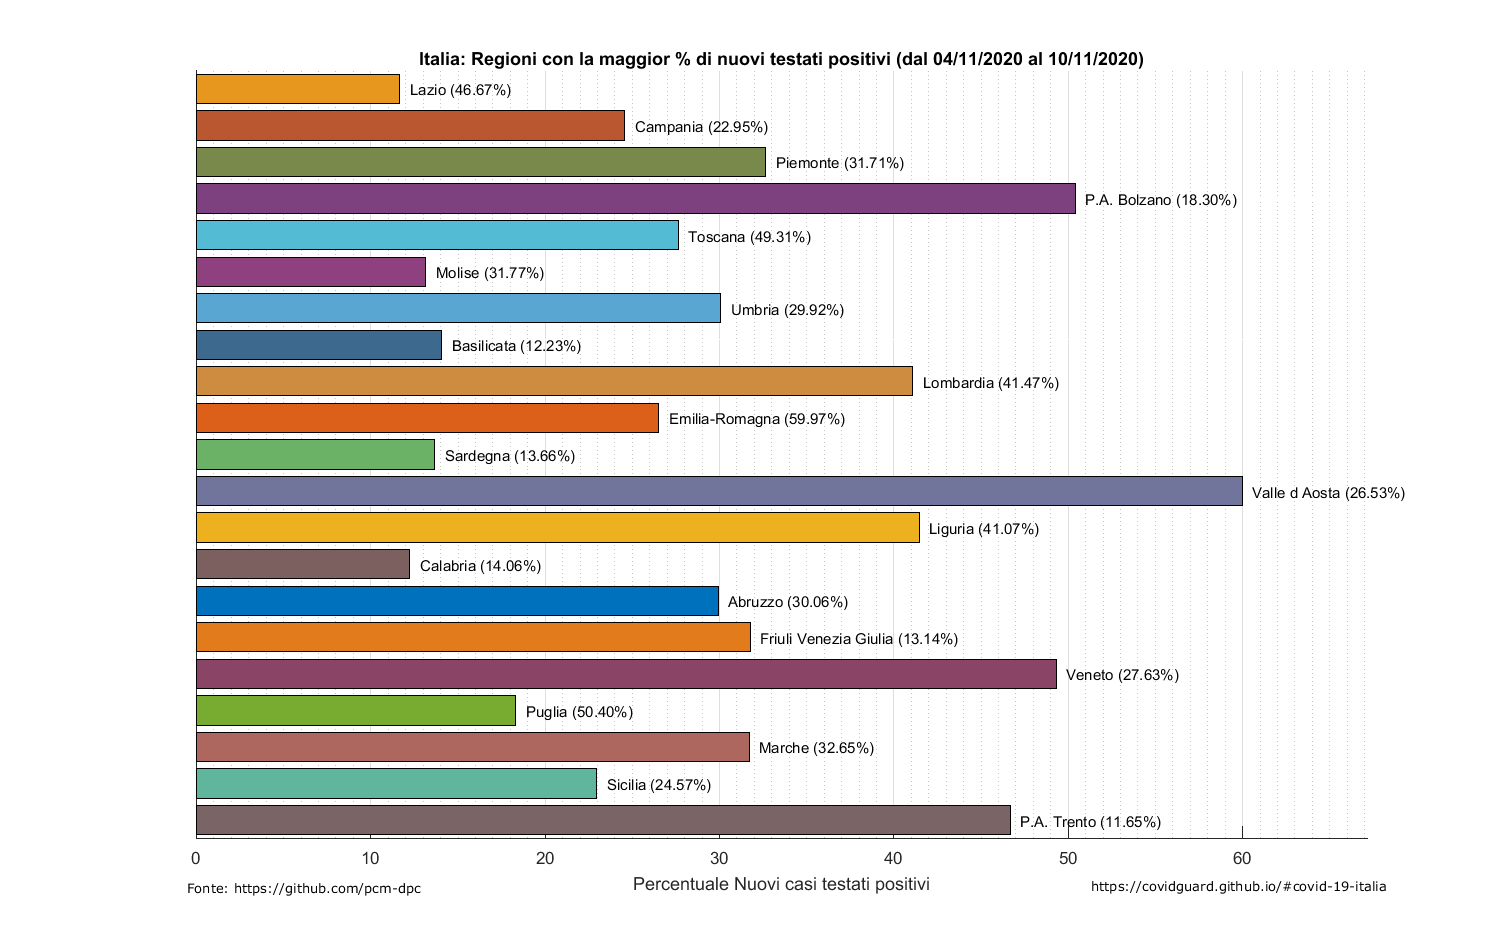 Italia: Regioni con la maggior % di nuovi testati positivi (dal 04/11/2020 al 10/11/2020)
Lazio (46.67%)
Campania (22.95%)
Piemonte (31.71%)
P.A. Bolzano (18.30%)
Toscana (49.31%)
Molise (31.77%)
Umbria (29.92%)
Basilicata (12.23%)
Lombardia (41.47%)
Emilia-Romagna (59.97%)
Sardegna (13.66%)
Valle d Aosta (26.53%)
Liguria (41.07%)
Calabria (14.06%)
Abruzzo (30.06%)
Friuli Venezia Giulia (13.14%)
Veneto (27.63%)
Puglia (50.40%)
Marche (32.65%)
Sicilia (24.57%)
P.A. Trento (11.65%)
0 10 20 30 40 50 60
Percentuale Nuovi casi testati positivi
Fonte: https://github.com/pcm-dpc
https://covidguard.github.io/#covid-19-italia